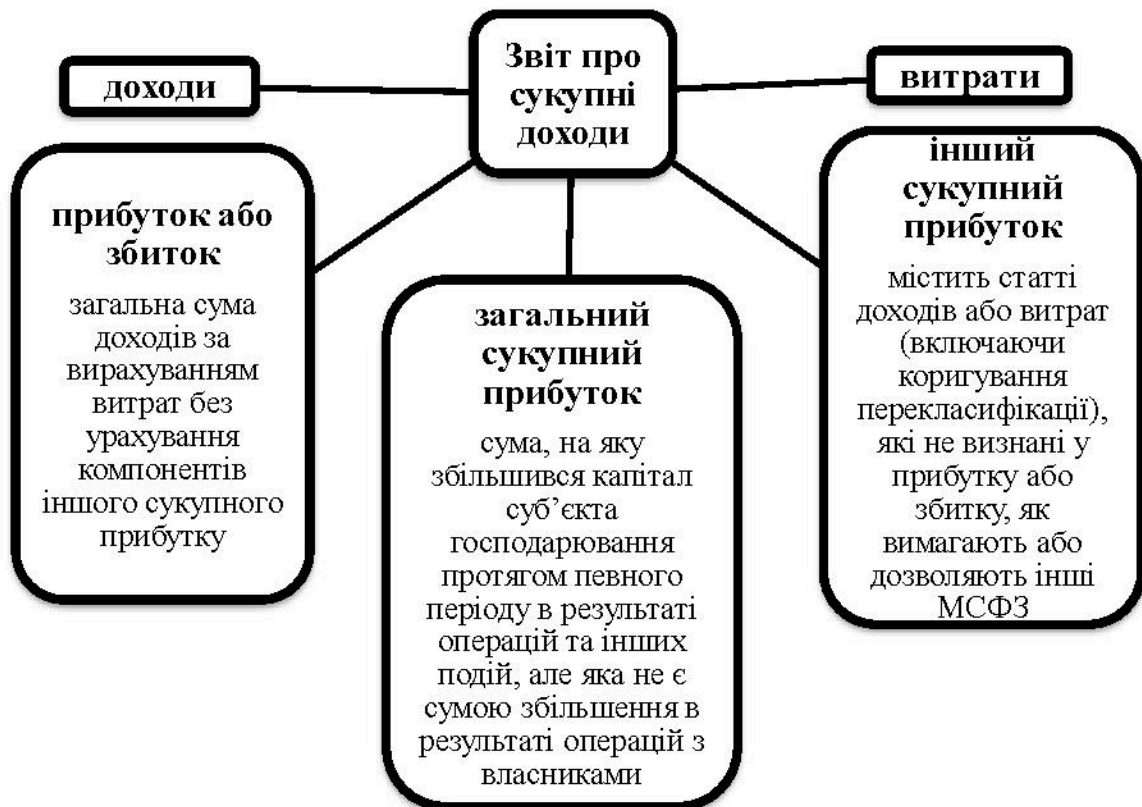 Звіт про
сукупні
доходи
доходи
витрати
прибуток або
збиток
загальна сума
доходів за
вирахуванням
витрат без
урахування
компонентів
іншого сукупного
прибутку
загальний
сукупний
прибуток
сума, на яку
збільшився капітал
суб’єкта
господарювання
протягом певного
періоду в результаті
операцій та інших
подій, але яка не є
сумою збільшення в
результаті операцій з
власниками
інший
сукупний
прибуток
містить статті
доходів або витрат
(включаючи
коригування
перекласифікації),
які не визнані у
прибутку або
збитку, як
вимагають або
дозволяють інші
МСФЗ